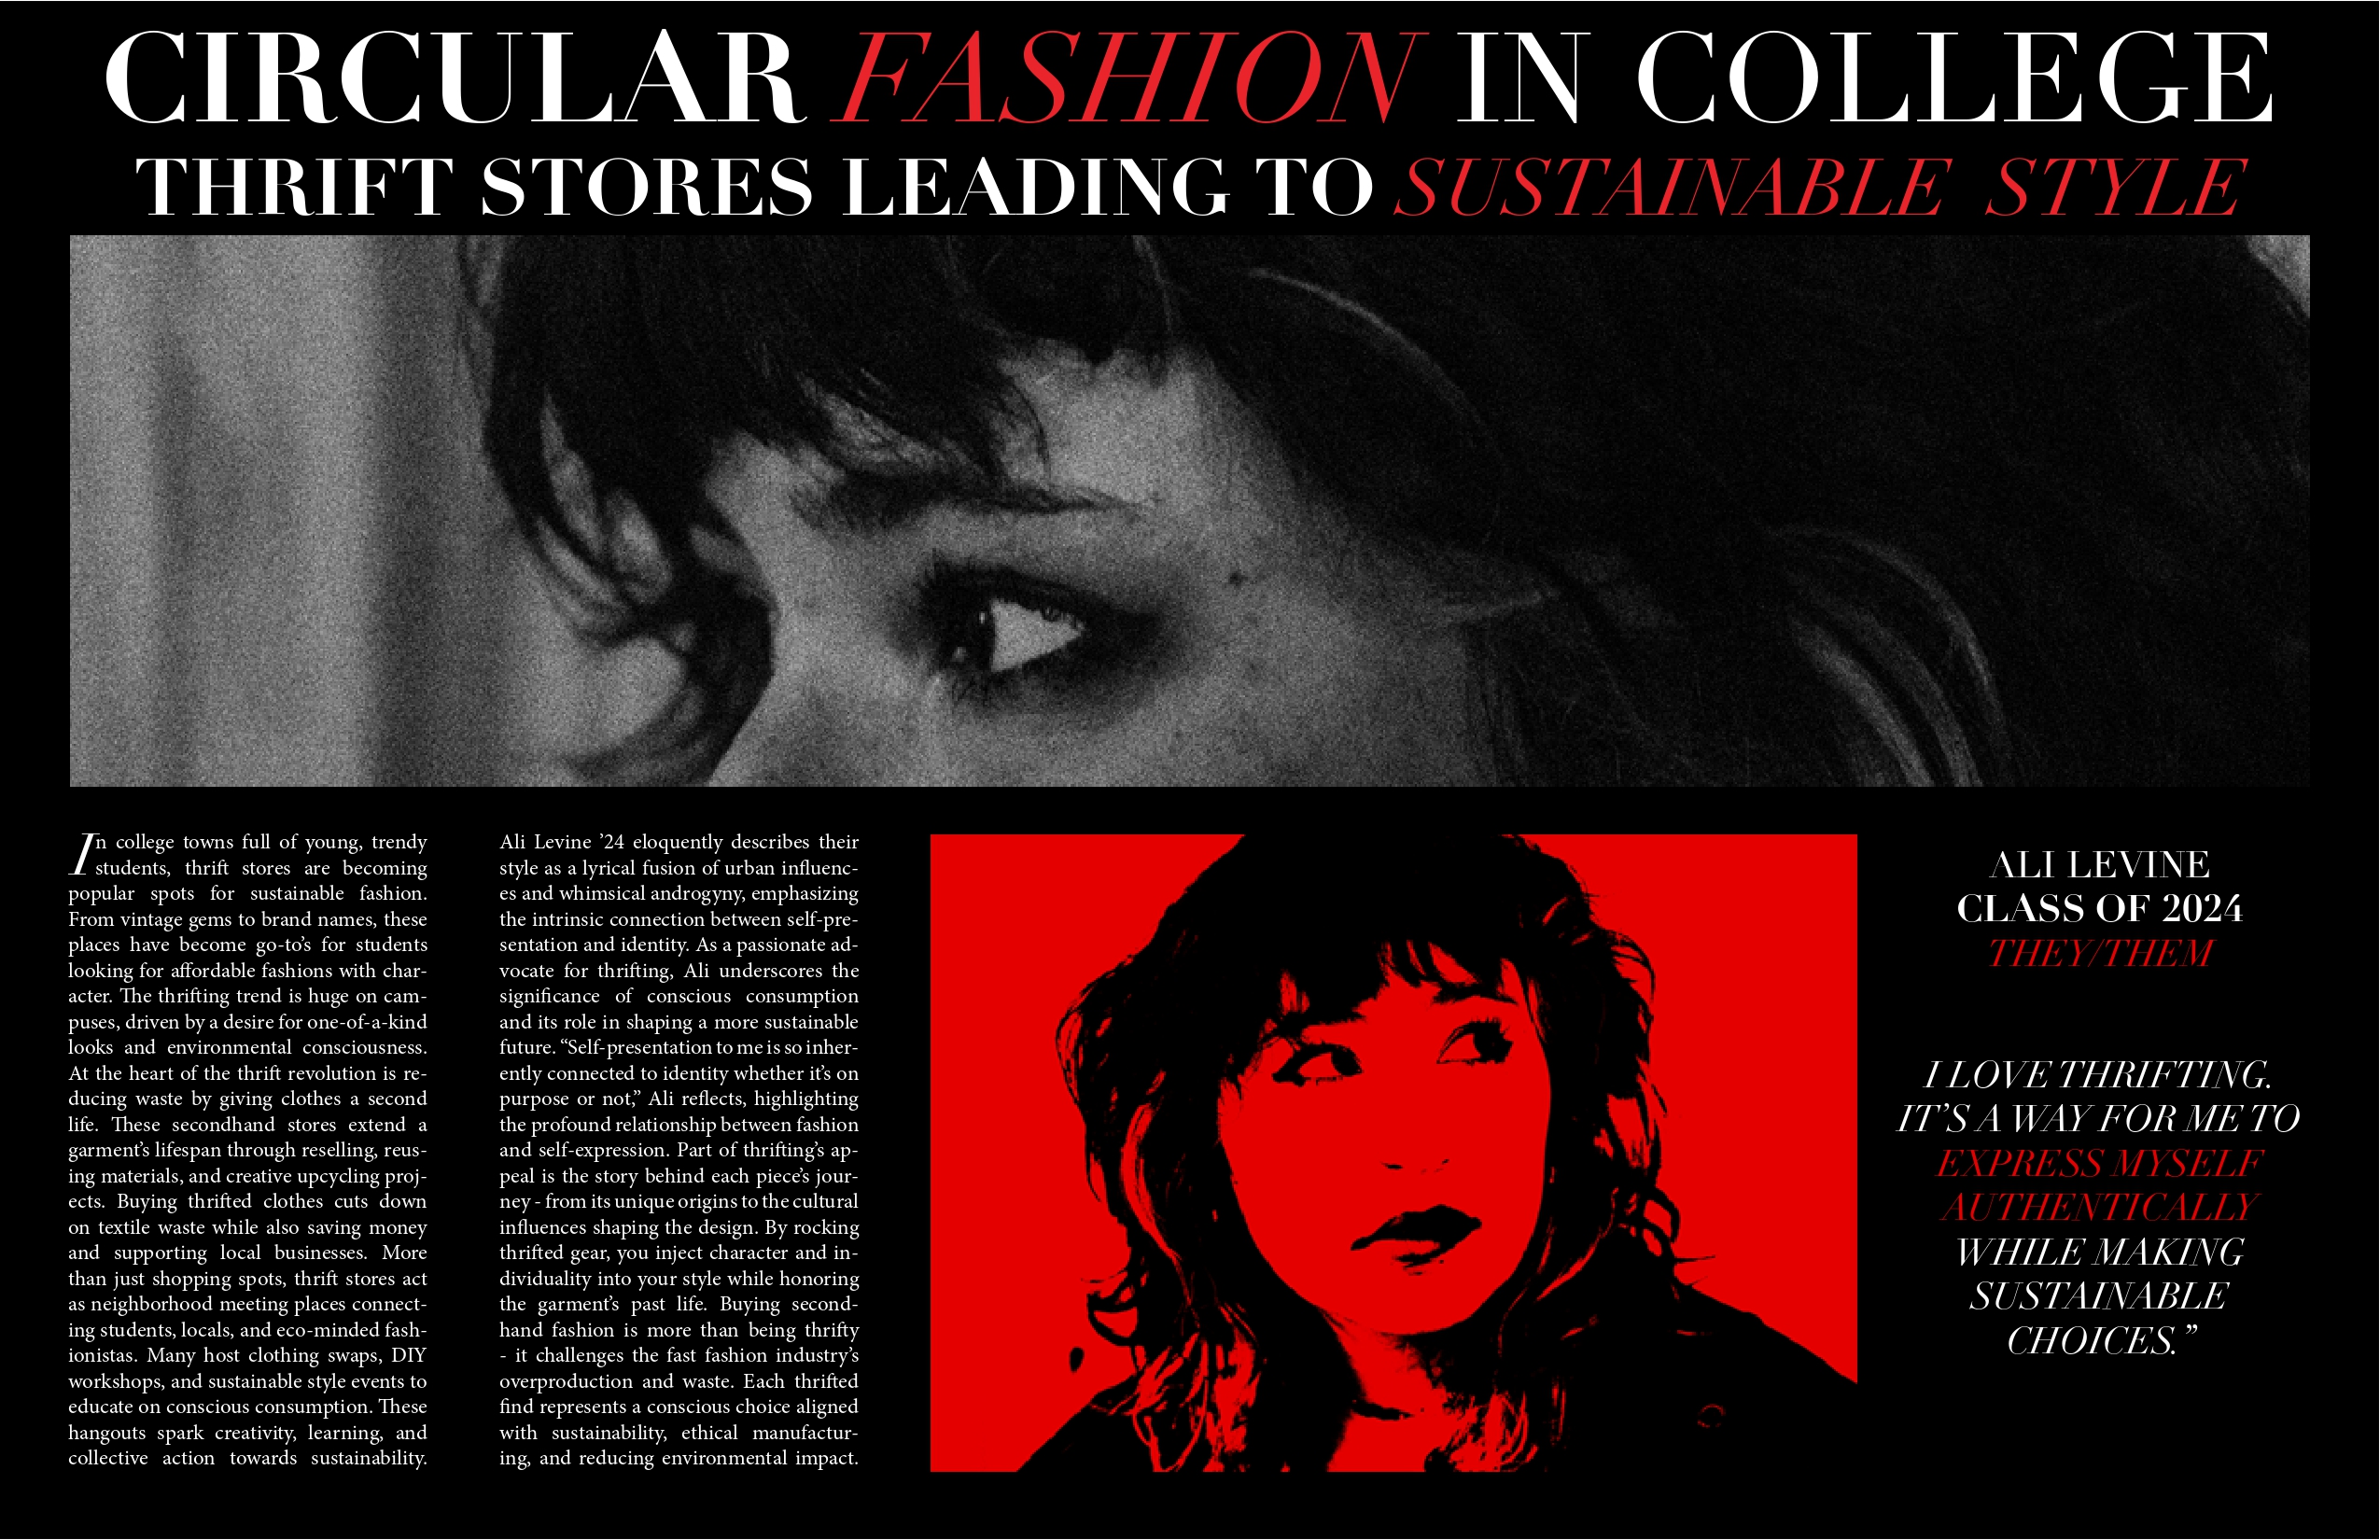 CIRCULAR FASHION IN COLLEGE
THRIFT STORES LEADING TO SUSTAINABLE STYLE
In college towns full of young, trendy
students, thrift stores are becoming
popular spots for sustainable fashion.
From vintage gems to brand names, these
places have become go-to’s for students
looking for affordable fashions with char-
acter. The thrifting trend is huge on cam-
puses, driven by a desire for one-of-a-kind
looks and environmental consciousness.
At the heart of the thrift revolution is re-
ducing waste by giving clothes a second
life. These secondhand stores extend a
garment’s lifespan through reselling, reus-
ing materials, and creative upcycling proj-
ects. Buying thrifted clothes cuts down
on textile waste while also saving money
and supporting local businesses. More
than just shopping spots, thrift stores act
as neighborhood meeting places connect-
ing students, locals, and eco-minded fash-
ionistas. Many host clothing swaps, DIY
workshops, and sustainable style events to
educate on conscious consumption. These
hangouts spark creativity, learning, and
collective action towards sustainability.
Ali Levine ’24 eloquently describes their
style as a lyrical fusion of urban influenc-
es and whimsical androgyny, emphasizing
the intrinsic connection between self-pre-
sentation and identity. As a passionate ad-
vocate for thrifting, Ali underscores the
significance of conscious consumption
and its role in shaping a more sustainable
future. “Self-presentation to me is so inher-
ently connected to identity whether it’s on
purpose or not,” Ali reflects, highlighting
the profound relationship between fashion
and self-expression. Part of thrifting’s ap-
peal is the story behind each piece’s jour-
ney - from its unique origins to the cultural
influences shaping the design. By rocking
thrifted gear, you inject character and in-
dividuality into your style while honoring
the garment’s past life. Buying second-
hand fashion is more than being thrifty
- it challenges the fast fashion industry’s
overproduction and waste. Each thrifted
find represents a conscious choice aligned
with sustainability, ethical manufactur-
ing, and reducing environmental impact.
ALI LEVINE
CLASS OF 2024
THEY/THEM
I LOVE THRIFTING.
IT’S A WAY FOR ME TO
EXPRESS MYSELF
AUTHENTICALLY
WHILE MAKING
SUSTAINABLE
CHOICES.”